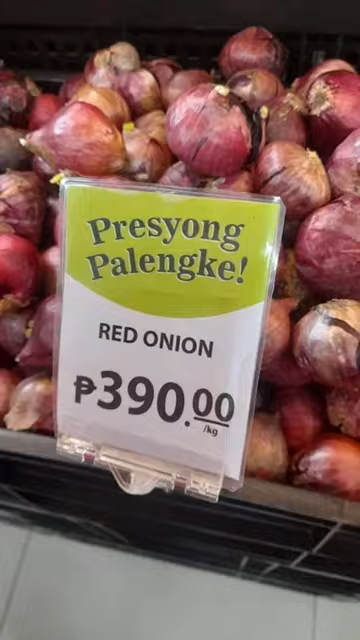 Presyong
Palengke!
RED ONION
₱390.00
/kg